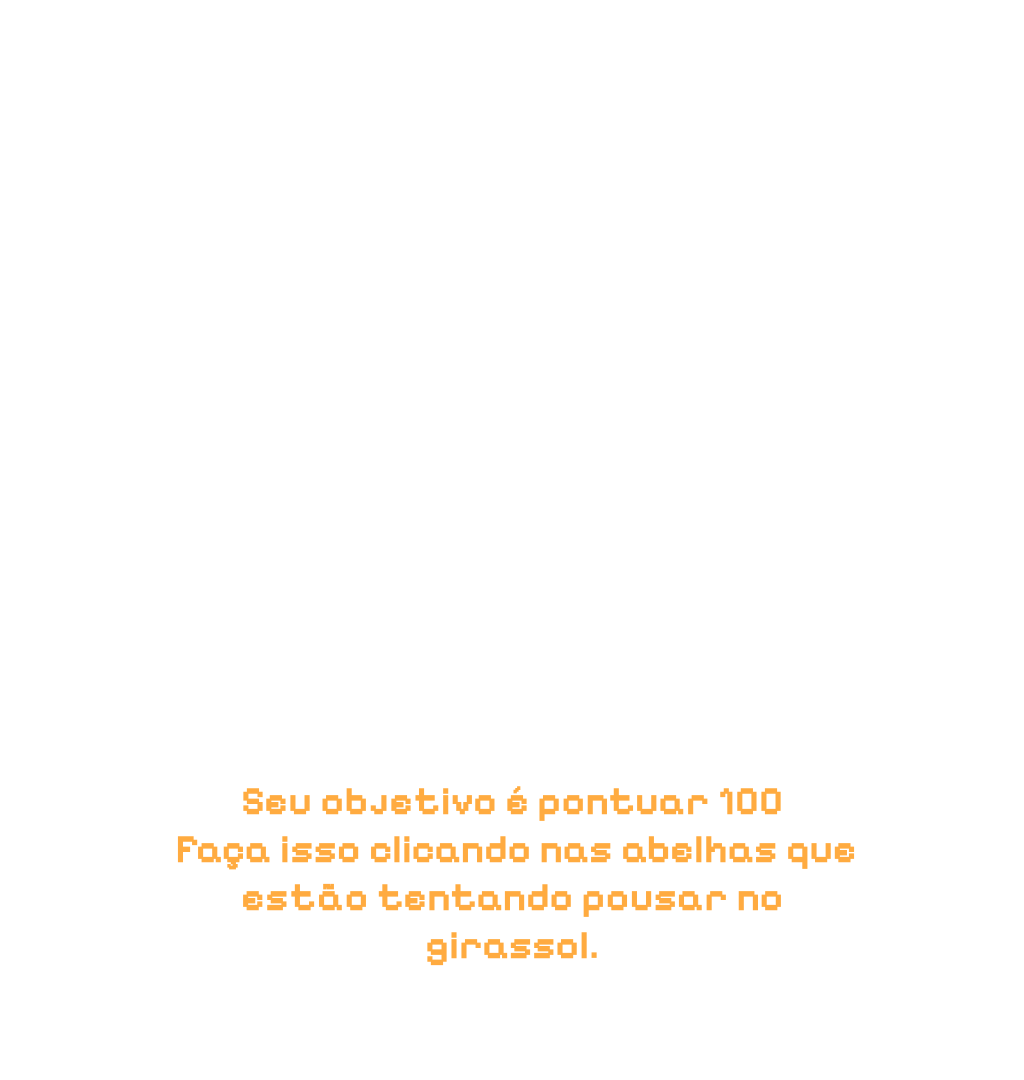 Seu objetivo é pontuar 100
Faça isso clicando nas abelhas que
estão tentando pousar no
girassol.